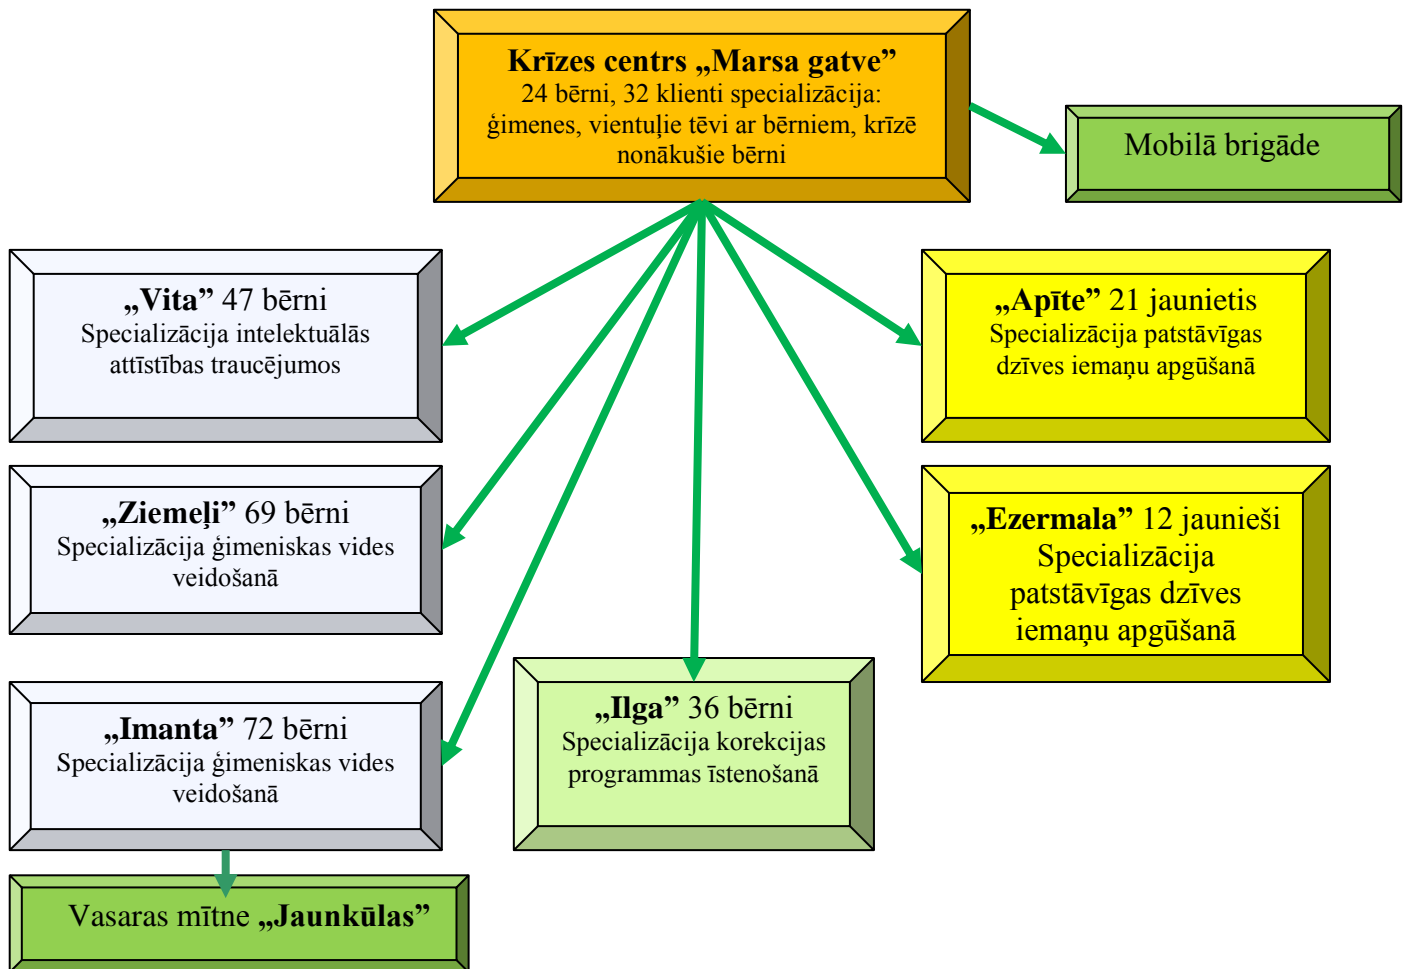 Krīzes centrs „Marsa gatve”
24 bērni, 32 klienti specializācija:
ģimenes, vientuļie tēvi ar bērniem, krīzē
nonākušie bērni
Mobilā brigāde
„Vita” 47 bērni
Specializācija intelektuālās
attīstības traucējumos
„Apīte” 21 jaunietis
Specializācija patstāvīgas
dzīves iemaņu apgūšanā
„Ziemeļi” 69 bērni
Specializācija ģimeniskas vides
veidošanā
„Ezermala” 12 jaunieši
Specializācija
patstāvīgas dzīves
iemaņu apgūšanā
„Imanta” 72 bērni
Specializācija ģimeniskas vides
veidošanā
„Ilga” 36 bērni
Specializācija korekcijas
programmas īstenošanā
Vasaras mītne „Jaunkūlas”